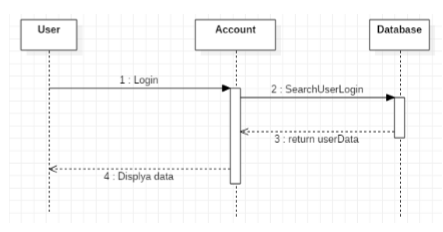 User
Account
Database
1 : Login
2 : SearchUserLogin
3 : return userData
4 : Displya data